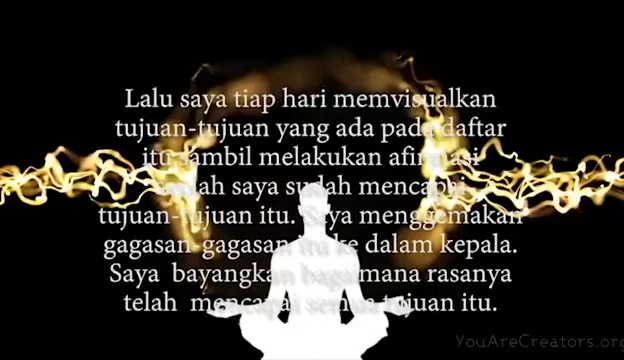 Lalu saya tiap hari memvisualkan
tujuan-tujuan yang ada pada daftar
itu sambil melakukan afirmasi
seolah saya sudah mencapai
tujuan-tujuan itu. Saya menggemakan
gagasan-gagasan itu ke dalam kepala.
Saya bayangkan bagaimana rasanya
telah mencapai semua tujuan itu.
YouAreCreators.org